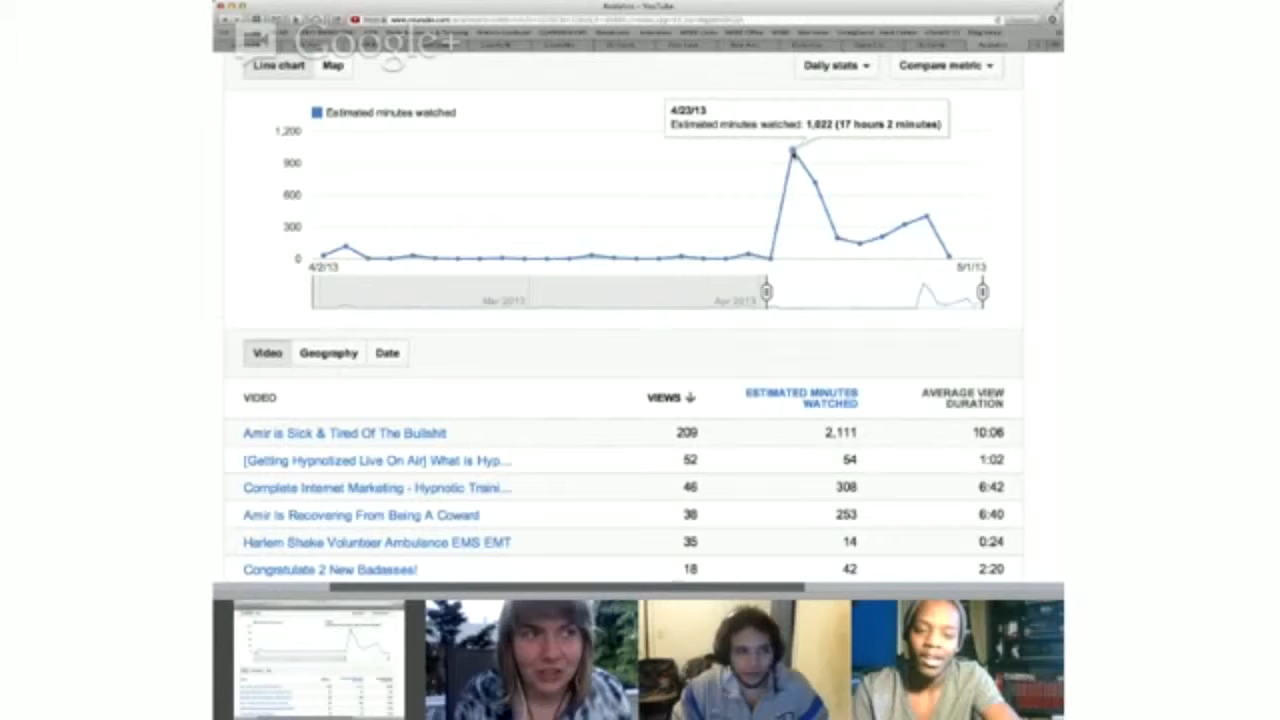 Analytics - YouTube
Google+
Line chart Map Daily stats Compare metric
Estimated minutes watched
4/23/13
Estimated minutes watched: 1,022 (17 hours 2 minutes)
1,200
900
600
300
0
4/2/13 5/1/13
Mar 2013 Apr 2013
Video Geography Date
VIDEO VIEWS ESTIMATED MINUTES WATCHED AVERAGE VIEW DURATION
Amir is Sick & Tired Of The Bullshit 209 2,111 10:06
[Getting Hypnotized Live On Air] What is Hyp... 52 54 1:02
Complete Internet Marketing - Hypnotic Traini... 46 308 6:42
Amir Is Recovering From Being A Coward 38 253 6:40
Harlem Shake Volunteer Ambulance EMS EMT 35 14 0:24
Congratulate 2 New Badasses! 18 42 2:20